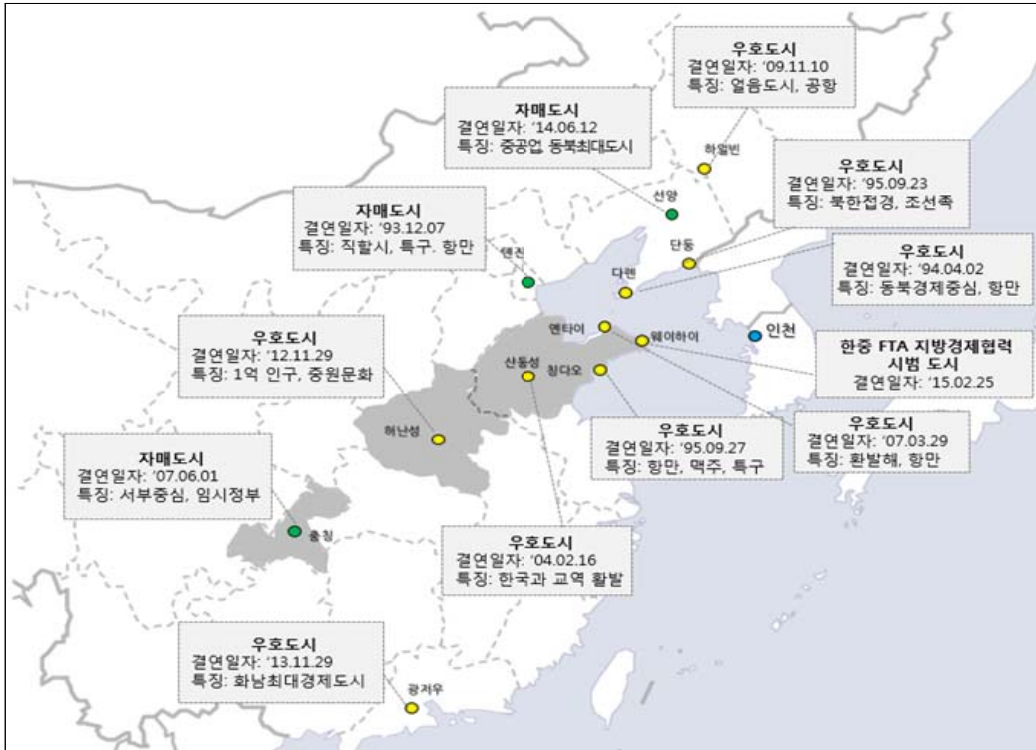 우호도시
결연일자: ‘09.11.10
특징: 얼음도시, 공항
자매도시
결연일자: ‘14.06.12
특징: 중공업, 동북최대도시
하얼빈
우호도시
결연일자: ‘95.09.23
특징: 북한접경, 조선족
선양
자매도시
결연일자: ‘93.12.07
특징: 직할시, 특구. 항만
단둥
우호도시
결연일자: ‘94.04.02
특징: 동북경제중심, 항만
톈진
다롄
옌타이
웨이하이
인천
우호도시
결연일자: ‘12.11.29
특징: 1억 인구, 중원문화
한중 FTA 지방경제협력
시범 도시
결연일자: ‘15.02.25
산둥성
칭다오
허난성
우호도시
결연일자: ‘95.09.27
특징: 항만, 맥주, 특구
우호도시
결연일자: ‘07.03.29
특징: 환발해, 항만
자매도시
결연일자: ‘07.06.01
특징: 서부중심, 임시정부
충칭
우호도시
결연일자: ‘04.02.16
특징: 한국과 교역 활발
우호도시
결연일자: ‘13.11.29
특징: 화남최대경제도시
광저우